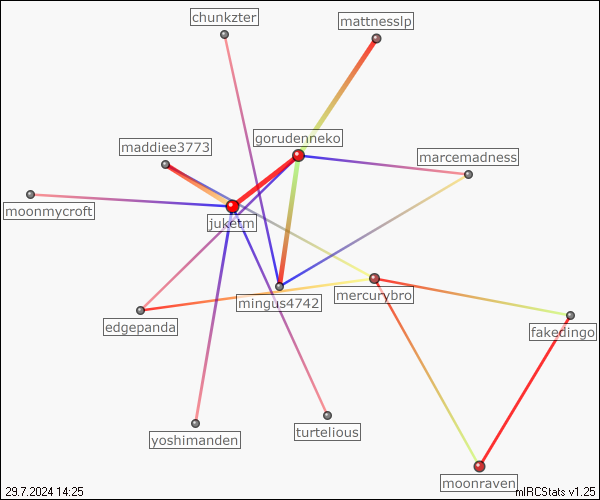 chunkzter
mattnesslp
gorudenneko
maddiee3773
marcemadness
moonmycroft
juketm
mingus4742
mercurybro
edgepanda
fakedingo
yoshimanden
turtelious
moonraven
29.7.2024 14:25
mIRCStats v1.25